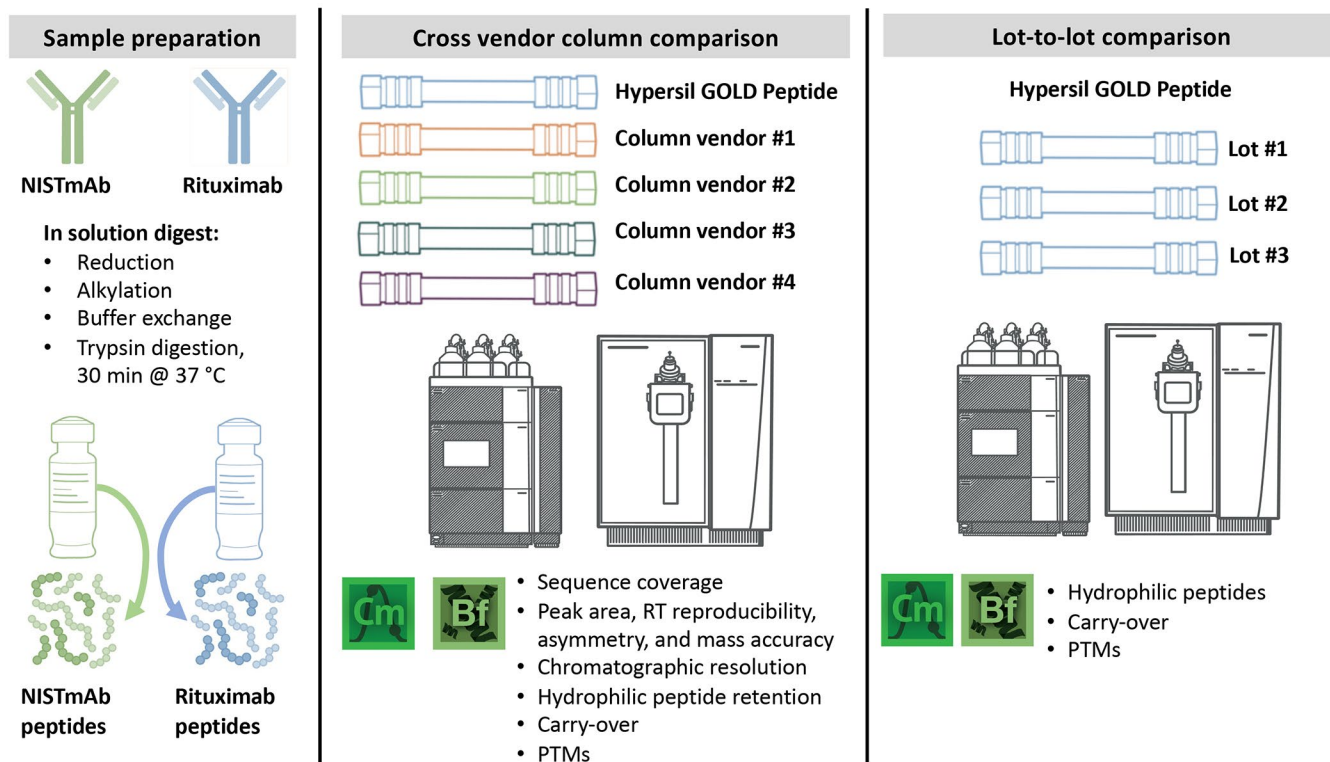 Sample preparation
NISTmAb
Rituximab
In solution digest:
• Reduction
• Alkylation
• Buffer exchange
• Trypsin digestion,
30 min @ 37 °C
NISTmAb
peptides
Rituximab
peptides
Cross vendor column comparison
Hypersil GOLD Peptide
Column vendor #1
Column vendor #2
Column vendor #3
Column vendor #4
Cm
Bf
• Sequence coverage
• Peak area, RT reproducibility,
asymmetry, and mass accuracy
• Chromatographic resolution
• Hydrophilic peptide retention
• Carry-over
• PTMs
Lot-to-lot comparison
Hypersil GOLD Peptide
Lot #1
Lot #2
Lot #3
Cm
Bf
• Hydrophilic peptides
• Carry-over
• PTMs